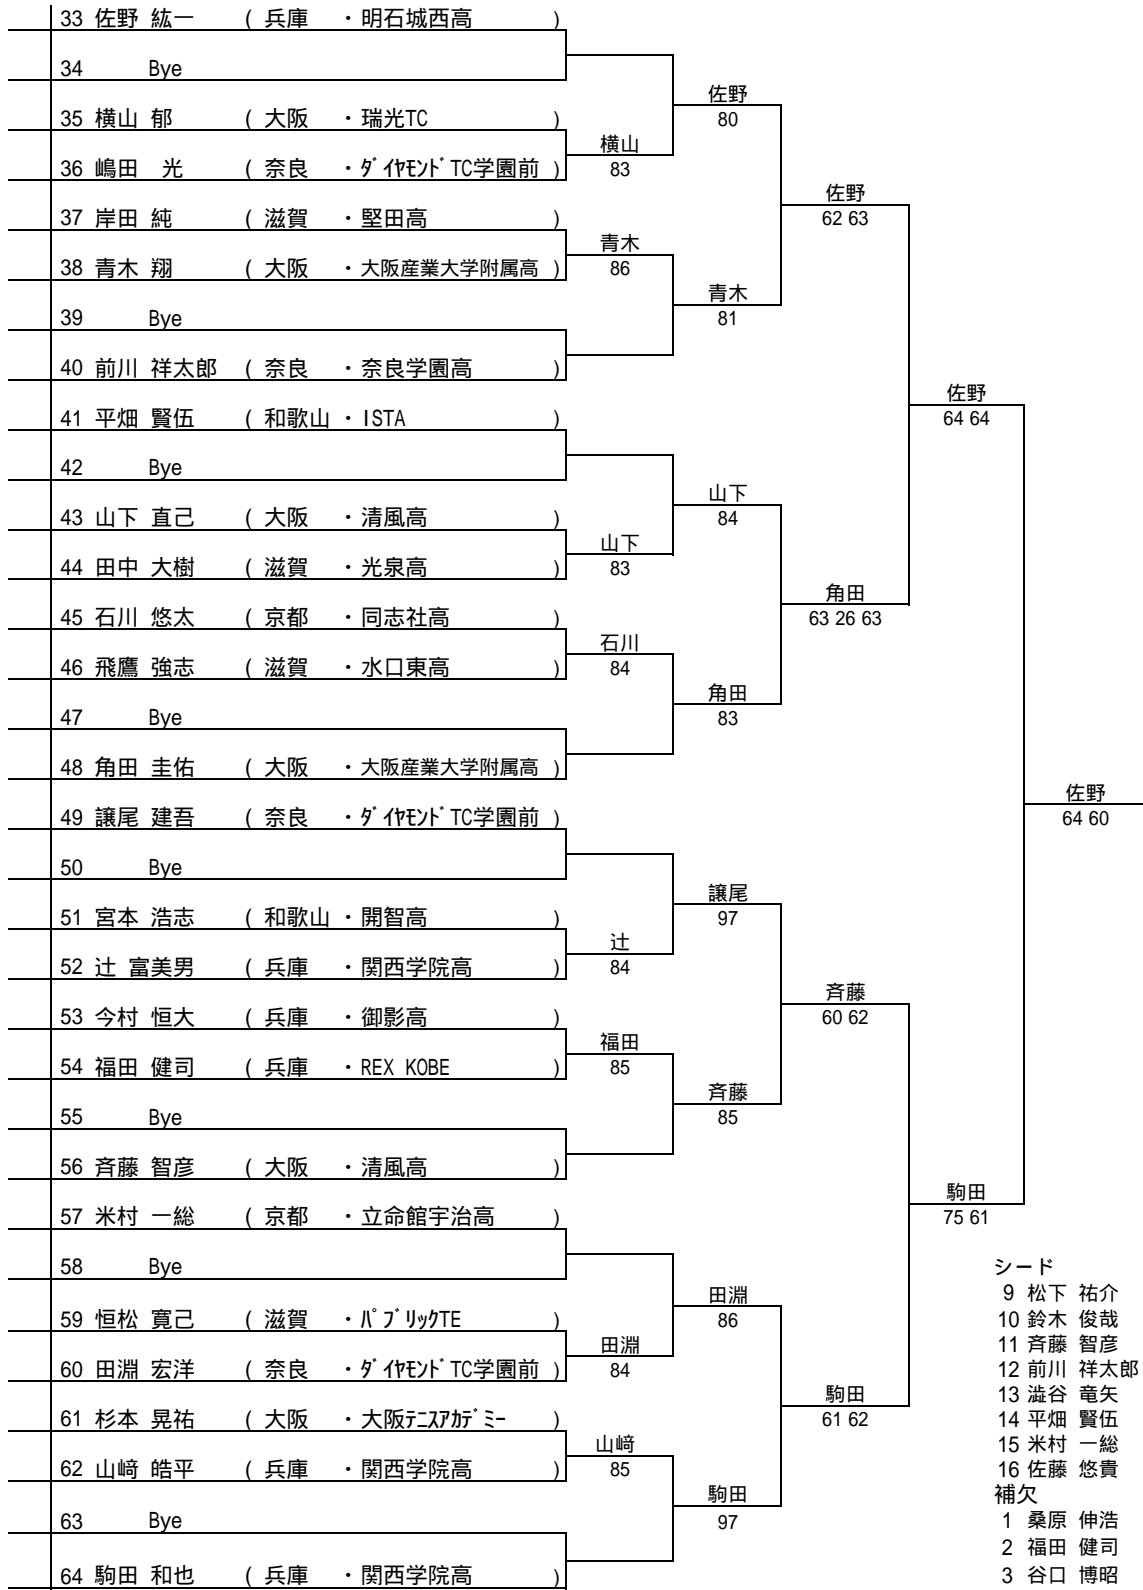 33 佐野 紘一 ( 兵庫 ・明石城西高 )
34 Bye
佐野
35 横山 郁 ( 大阪 ・瑞光TC )
80
横山
36 嶋田 光 ( 奈良 ・ダイヤモンドTC学園前 )
83
佐野
37 岸田 純 ( 滋賀 ・堅田高 )
62 63
青木
38 青木 翔 ( 大阪 ・大阪産業大学附属高 )
86
青木
39 Bye
81
40 前川 祥太郎 ( 奈良 ・奈良学園高 )
佐野
41 平畑 賢伍 ( 和歌山 ・ISTA )
64 64
42 Bye
山下
43 山下 直己 ( 大阪 ・清風高 )
84
山下
44 田中 大樹 ( 滋賀 ・光泉高 )
83
角田
45 石川 悠太 ( 京都 ・同志社高 )
63 26 63
石川
46 飛鷹 強志 ( 滋賀 ・水口東高 )
84
角田
47 Bye
83
48 角田 圭佑 ( 大阪 ・大阪産業大学附属高 )
佐野
49 譲尾 建吾 ( 奈良 ・ダイヤモンドTC学園前 )
64 60
50 Bye
譲尾
51 宮本 浩志 ( 和歌山 ・開智高 )
97
辻
52 辻 富美男 ( 兵庫 ・関西学院高 )
84
斉藤
53 今村 恒大 ( 兵庫 ・御影高 )
60 62
福田
54 福田 健司 ( 兵庫 ・REX KOBE )
85
斉藤
55 Bye
85
56 斉藤 智彦 ( 大阪 ・清風高 )
駒田
57 米村 一総 ( 京都 ・立命館宇治高 )
75 61
58 Bye
田淵
59 恒松 寛己 ( 滋賀 ・パブリックTE )
86
田淵
60 田淵 宏洋 ( 奈良 ・ダイヤモンドTC学園前 )
84
駒田
61 杉本 晃祐 ( 大阪 ・大阪テニスアカデミー )
61 62
山﨑
62 山﨑 皓平 ( 兵庫 ・関西学院高 )
85
駒田
63 Bye
97
64 駒田 和也 ( 兵庫 ・関西学院高 )
シード
9 松下 祐介
10 鈴木 俊哉
11 斉藤 智彦
12 前川 祥太郎
13 澁谷 竜矢
14 平畑 賢伍
15 米村 一総
16 佐藤 悠貴
補欠
1 桑原 伸浩
2 福田 健司
3 谷口 博昭